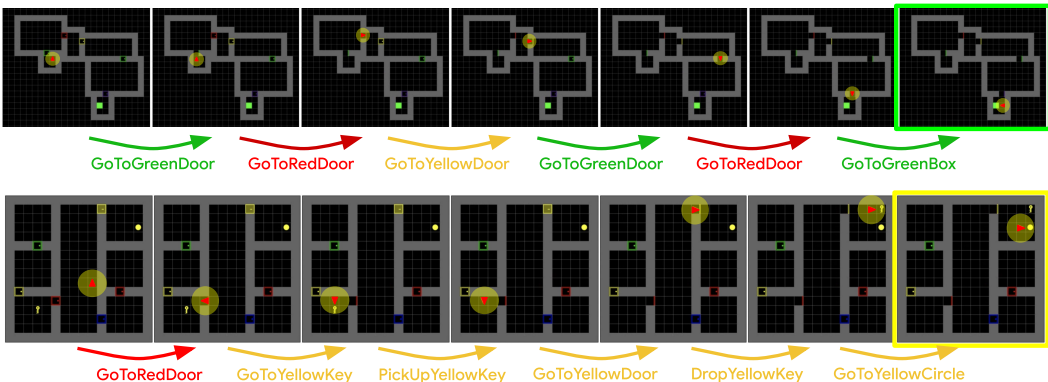 GoToGreenDoor GoToRedDoor GoToYellowDoor GoToGreenDoor GoToRedDoor GoToGreenBox
GoToRedDoor GoToYellowKey PickUpYellowKey GoToYellowDoor DropYellowKey GoToYellowCircle